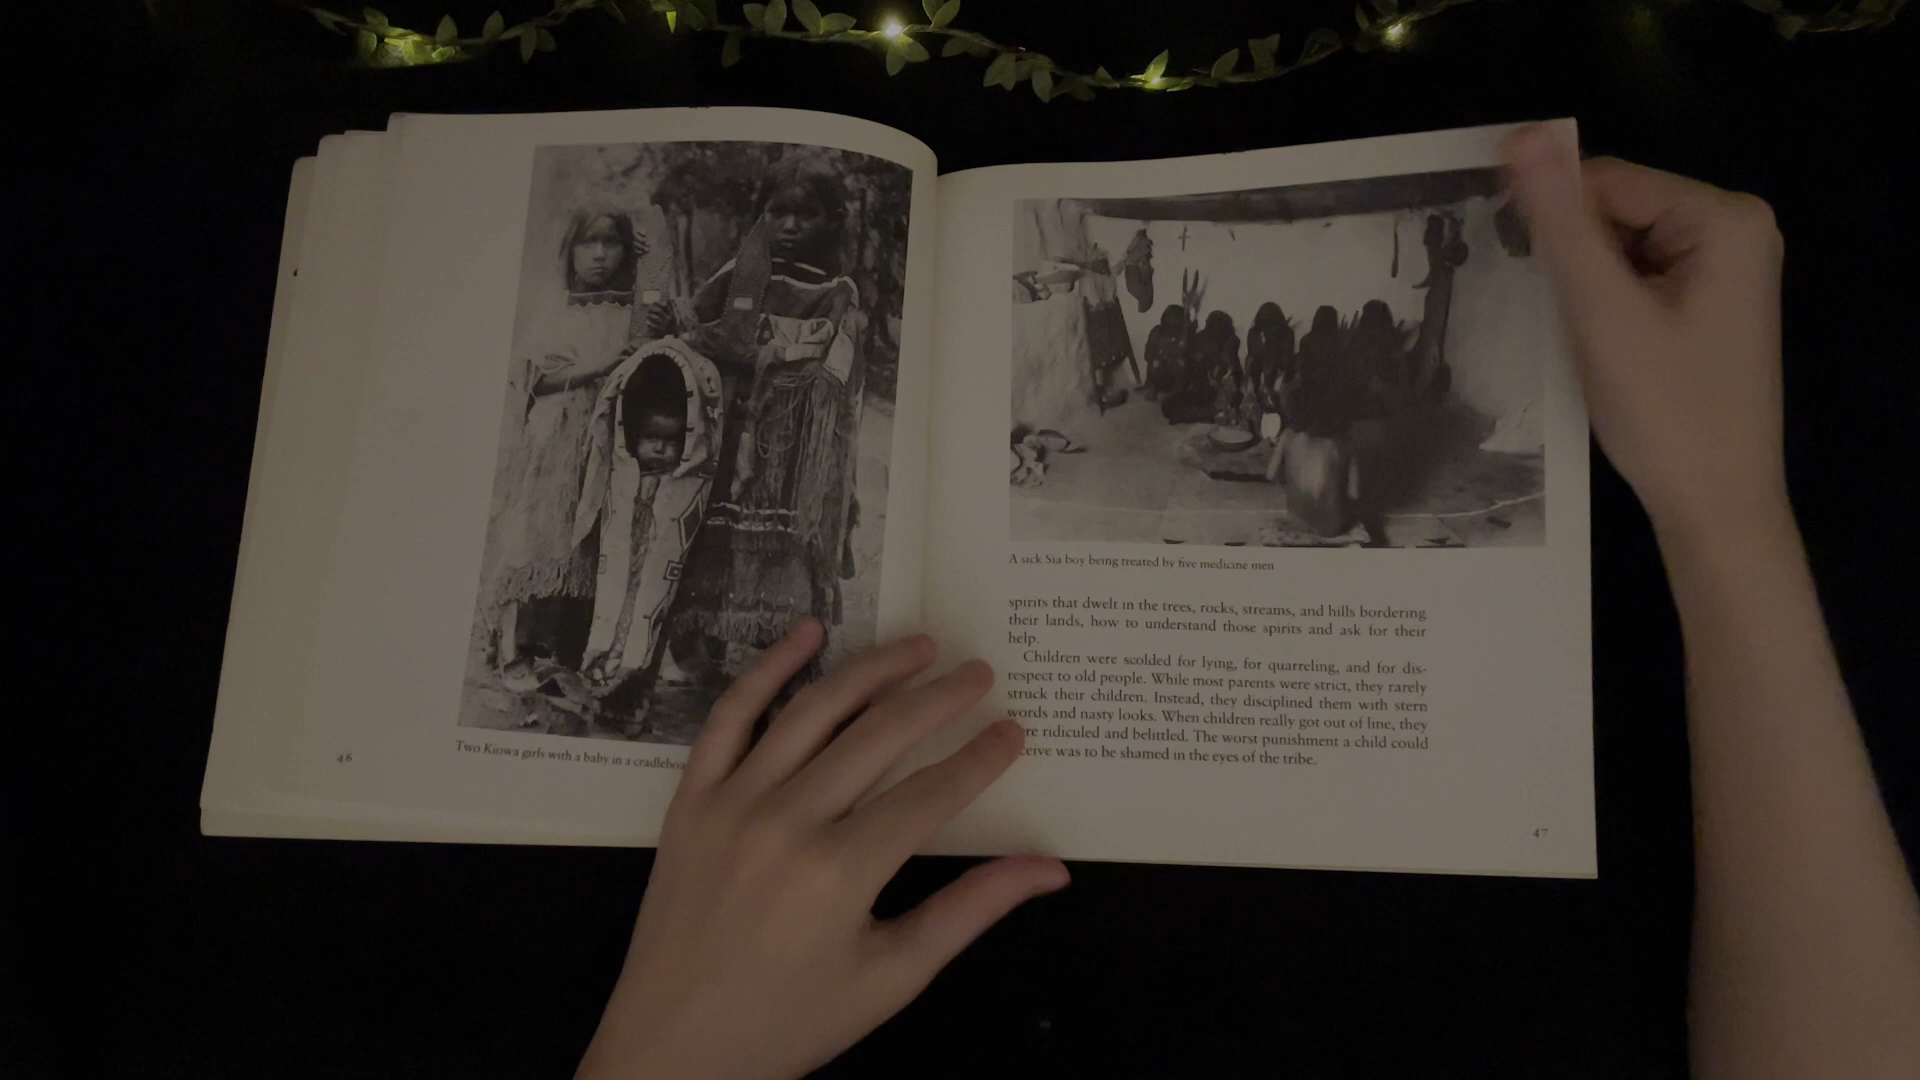 Two Kiowa girls with a baby in a
46
A sick Sia boy being treated by five medicine men
spirits that dwelt in the trees, rocks, streams, and hills bordering
their lands, how to understand those spirits and ask for their
help.
Children were scolded for lying, for quarreling, and for dis-
respect to old people. While most parents were strict, they rarely
struck their children. Instead, they disciplined them with stern
words and nasty looks. When children really got out of line, they
ridiculed and belittled. The worst punishment a child could
was to be shamed in the eyes of the tribe.
47